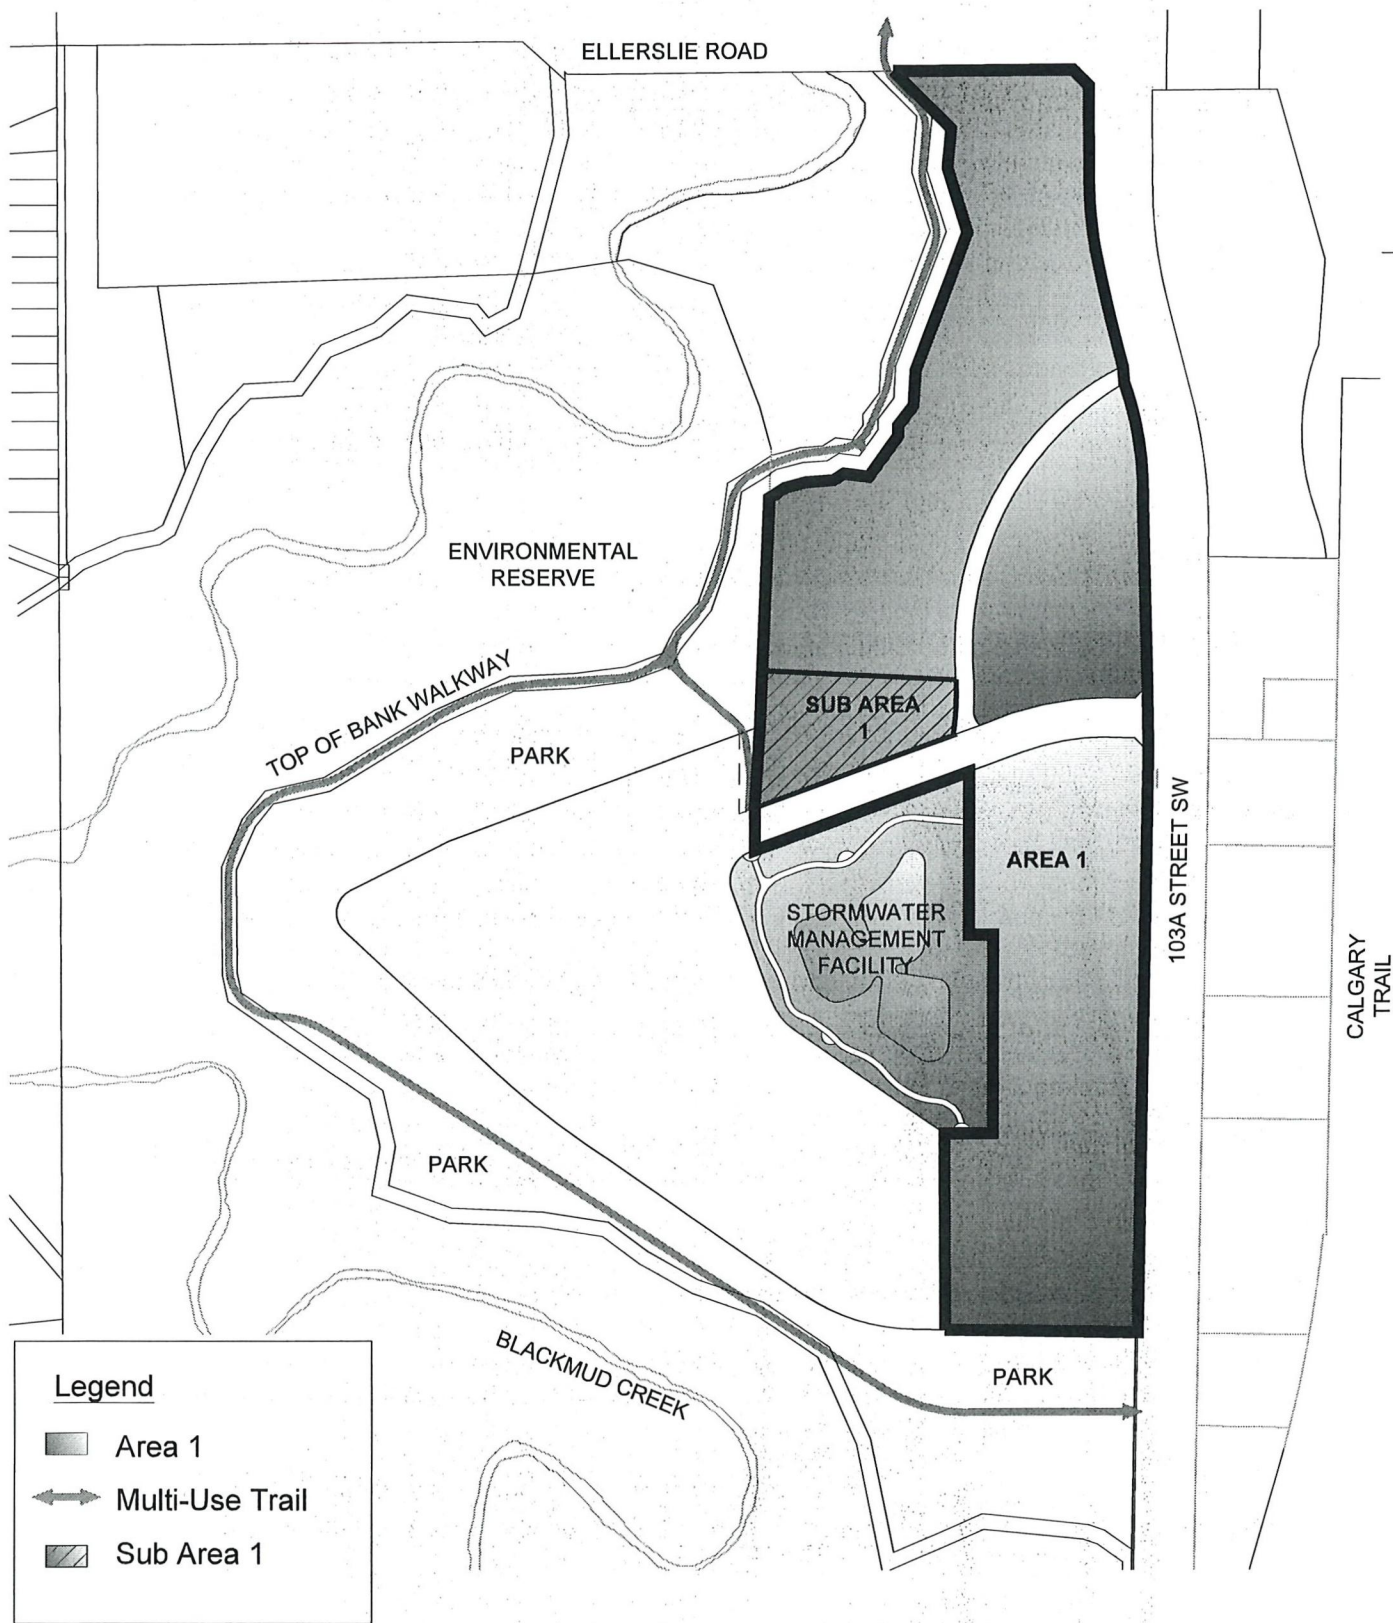 ELLERSLIE ROAD
ENVIRONMENTAL
RESERVE
TOP OF BANK WALKWAY
PARK
SUB AREA
1
AREA 1
STORMWATER
MANAGEMENT
FACILITY
103A STREET SW
CALGARY
TRAIL
PARK
BLACKMUD CREEK
PARK
Legend
Area 1
Multi-Use Trail
Sub Area 1